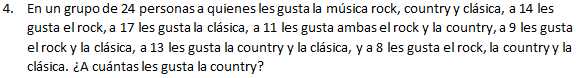 4. En un grupo de 24 personas a quienes les gusta la música rock, country y clásica, a 14 les
gusta el rock, a 17 les gusta la clásica, a 11 les gusta ambas el rock y la country, a 9 les gusta
el rock y la clásica, a 13 les gusta la country y la clásica, y a 8 les gusta el rock, la country y la
clásica. ¿A cuántas les gusta la country?